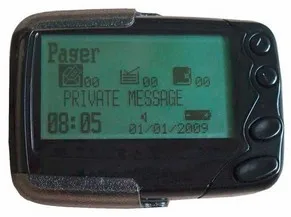 Pager
00 00 00
PRIVATE MESSAGE
08:05 01/01/2009